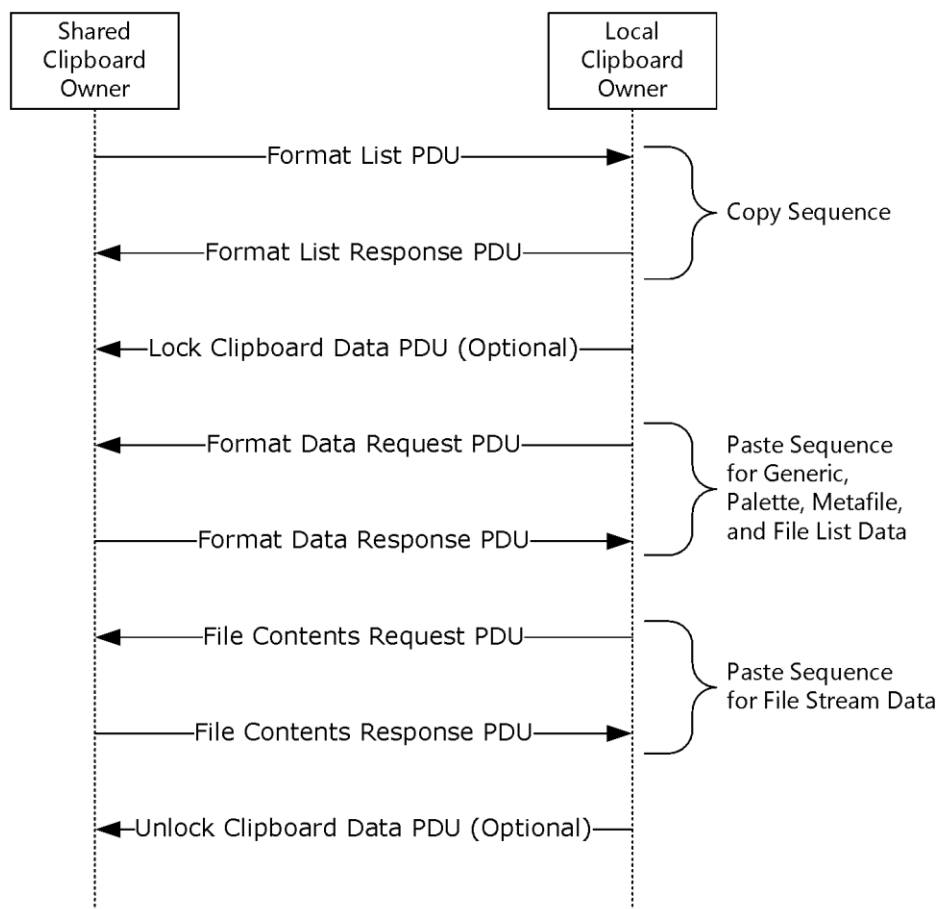 Shared
Clipboard
Owner
Local
Clipboard
Owner
Format List PDU
Copy Sequence
Format List Response PDU
Lock Clipboard Data PDU (Optional)
Format Data Request PDU
Paste Sequence
for Generic,
Palette, Metafile,
and File List Data
Format Data Response PDU
File Contents Request PDU
Paste Sequence
for File Stream Data
File Contents Response PDU
Unlock Clipboard Data PDU (Optional)